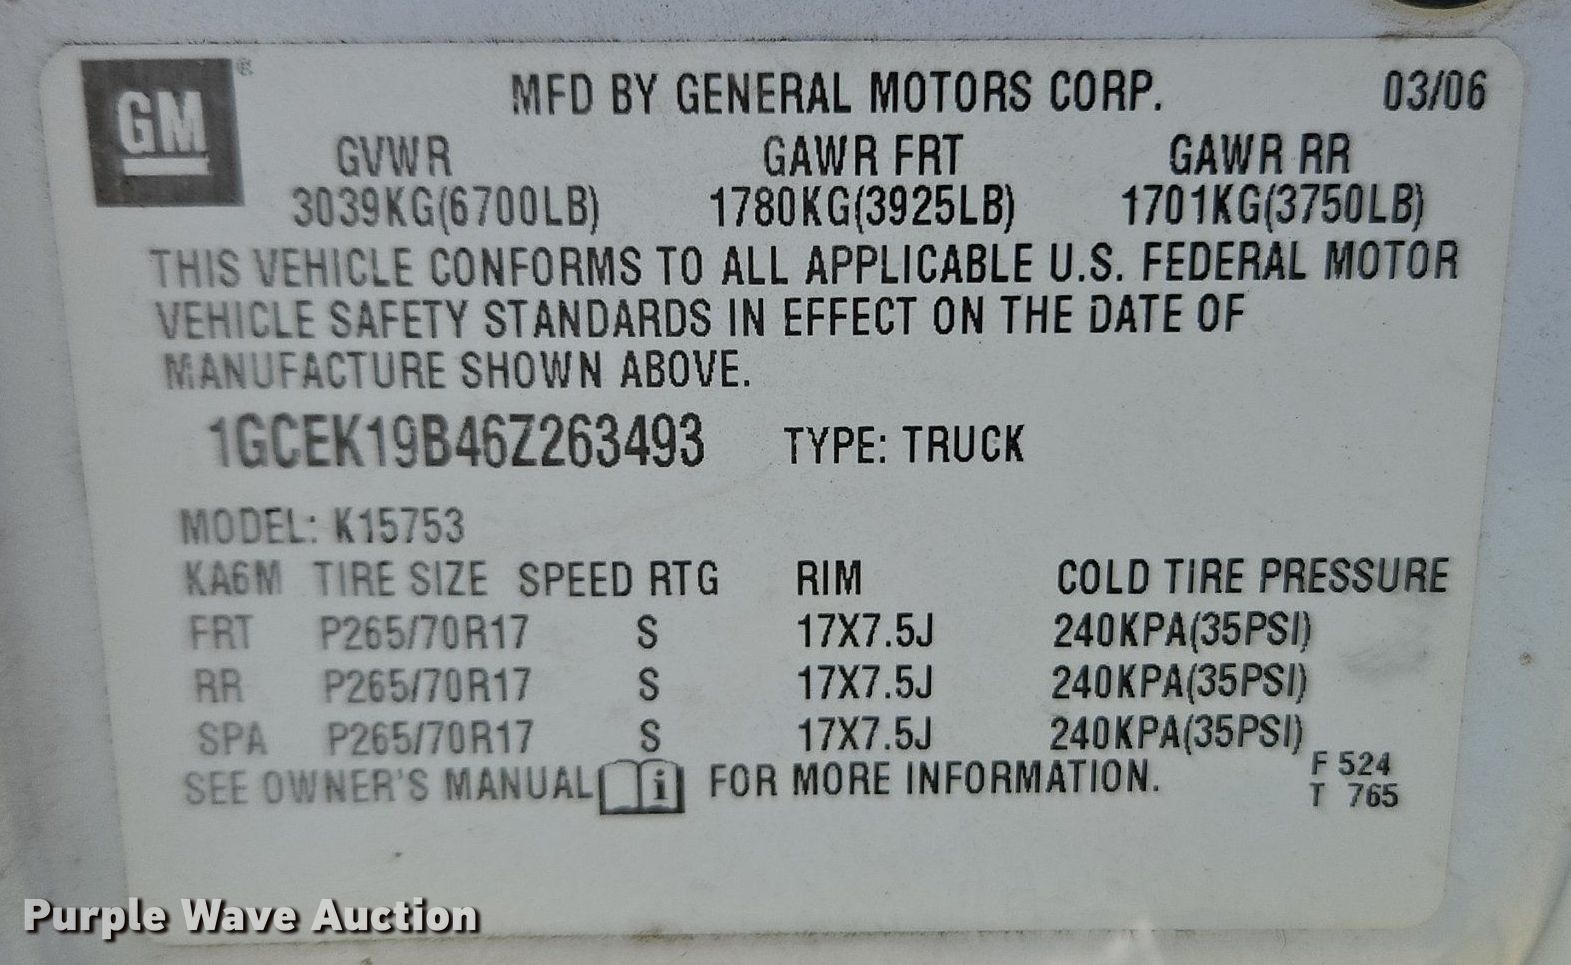 GM ® MFD BY GENERAL MOTORS CORP. 03/06
GVWR GAWR FRT GAWR RR
3039KG(6700LB) 1780KG(3925LB) 1701KG(3750LB)
THIS VEHICLE CONFORMS TO ALL APPLICABLE U.S. FEDERAL MOTOR
VEHICLE SAFETY STANDARDS IN EFFECT ON THE DATE OF
MANUFACTURE SHOWN ABOVE.
1GCEK19B46Z263493 TYPE: TRUCK
MODEL: K15753
KA6M TIRE SIZE SPEED RTG RIM COLD TIRE PRESSURE
FRT P265/70R17 S 17X7.5J 240KPA(35PSI)
RR P265/70R17 S 17X7.5J 240KPA(35PSI)
SPA P265/70R17 S 17X7.5J 240KPA(35PSI)
SEE OWNER'S MANUAL i FOR MORE INFORMATION. F 524
T 765
Purple Wave Auction